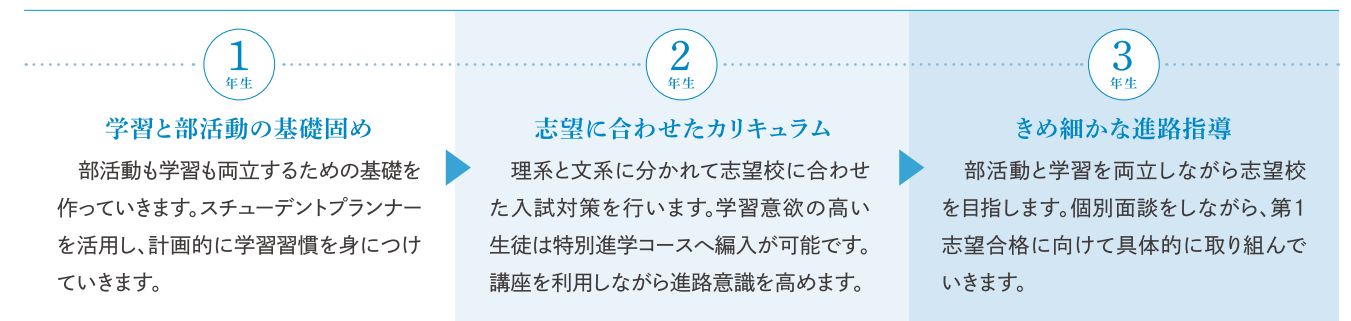 1
年生
学習と部活動の基礎固め
部活動も学習も両立するための基礎を
作っていきます。スチューデントプランナー
を活用し、計画的に学習習慣を身につけ
ていきます。
2
年生
志望に合わせたカリキュラム
理系と文系に分かれて志望校に合わせ
た入試対策を行います。学習意欲の高い
生徒は特別進学コースへ編入が可能です。
講座を利用しながら進路意識を高めます。
3
年生
きめ細かな進路指導
部活動と学習を両立しながら志望校
を目指します。個別面談をしながら、第1
志望合格に向けて具体的に取り組んで
いきます。